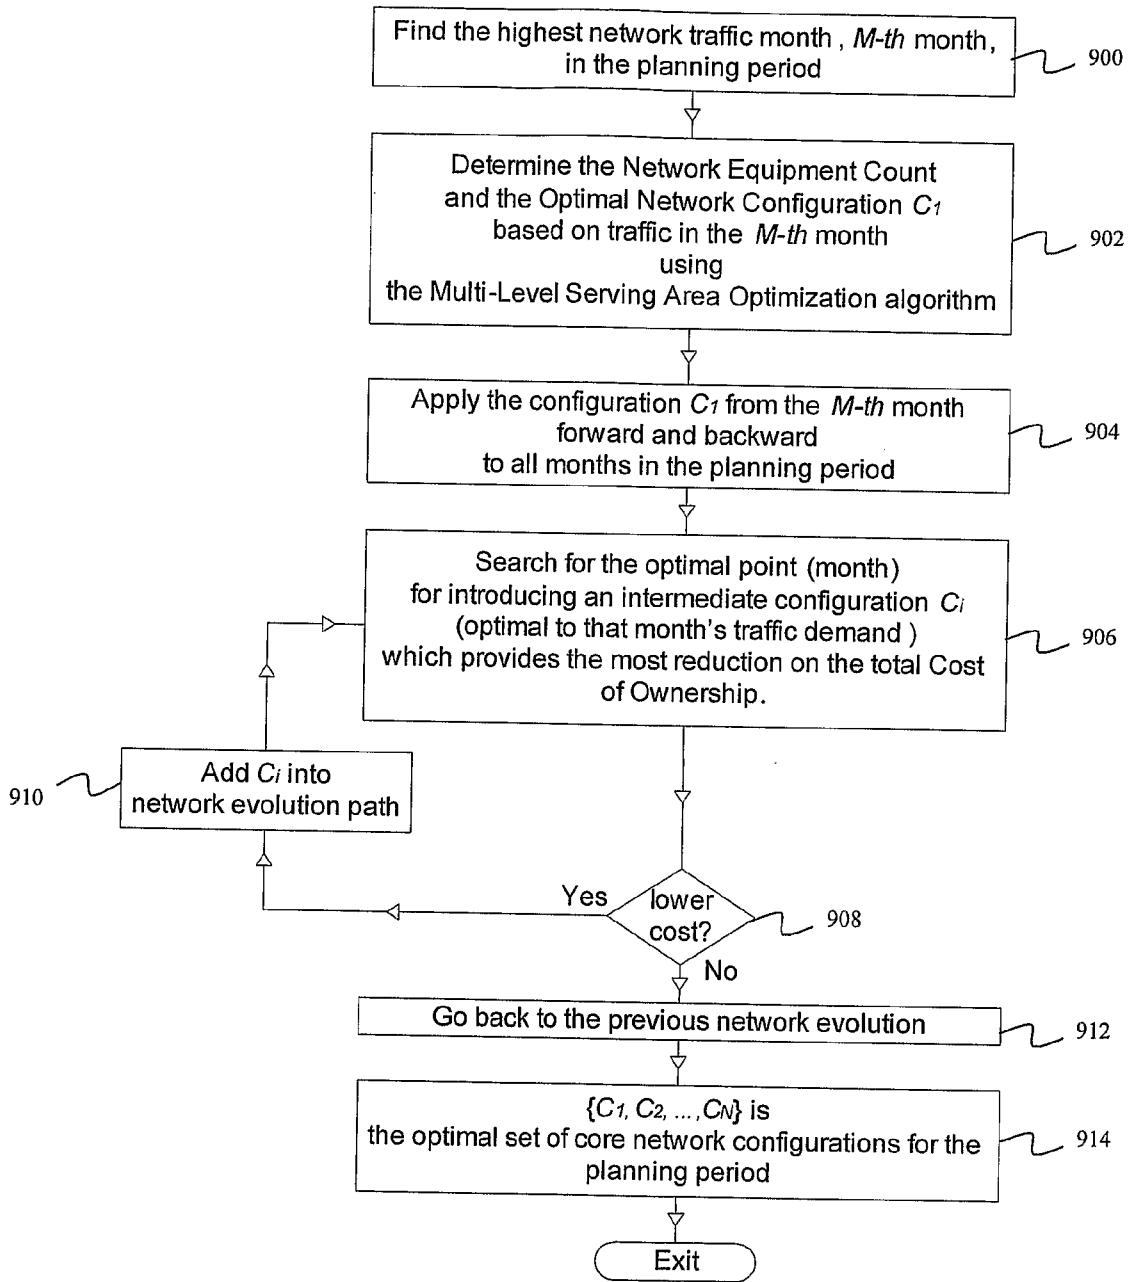 Find the highest network traffic month , M-th month,
in the planning period
900
Determine the Network Equipment Count
and the Optimal Network Configuration C1
based on traffic in the M-th month
using
the Multi-Level Serving Area Optimization algorithm
902
Apply the configuration C1 from the M-th month
forward and backward
to all months in the planning period
904
Search for the optimal point (month)
for introducing an intermediate configuration Ci
(optimal to that month's traffic demand )
which provides the most reduction on the total Cost
of Ownership.
906
Add Ci into
network evolution path
910
Yes
lower
cost?
908
No
Go back to the previous network evolution
912
{C1, C2, ...,CN} is
the optimal set of core network configurations for the
planning period
914
Exit